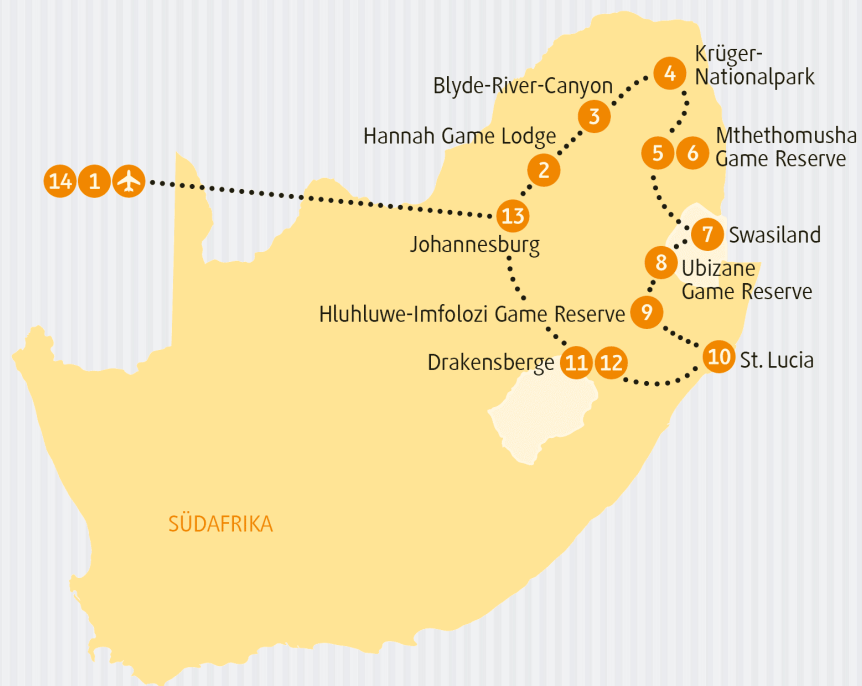 Krüger-
Nationalpark
4
Blyde-River-Canyon
3
Hannah Game Lodge
2
Mthethomusha
Game Reserve
5 6
14 1
13
Johannesburg
7 Swasiland
8 Ubizane
Game Reserve
Hluhluwe-Imfolozi Game Reserve 9
Drakensberge 11 12
10 St. Lucia
SÜDAFRIKA